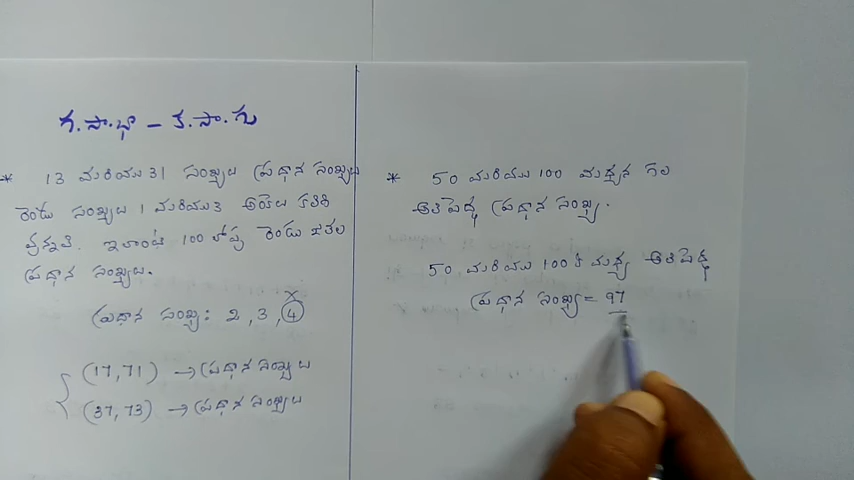 గ.సా.భా - క.సా.గు
* 13 మరియు 31 సంఖ్యలు ప్రధాన సంఖ్యలు
రెండు సంఖ్యలు 1 మరియు 3 అంకెలు కలిగి
వున్నవి. ఇలాంటి 100 లోపు రెండు జతల
ప్రధాన సంఖ్యలు.
ప్రధాన సంఖ్య: 2, 3, 4
(17, 71) → ప్రధాన సంఖ్యలు
(37, 73) → ప్రధాన సంఖ్యలు
* 50 మరియు 100 మధ్యన గల
అతిపెద్ద ప్రధాన సంఖ్య.
50 మరియు 100కి మధ్య అతిపెద్ద
ప్రధాన సంఖ్య = 97